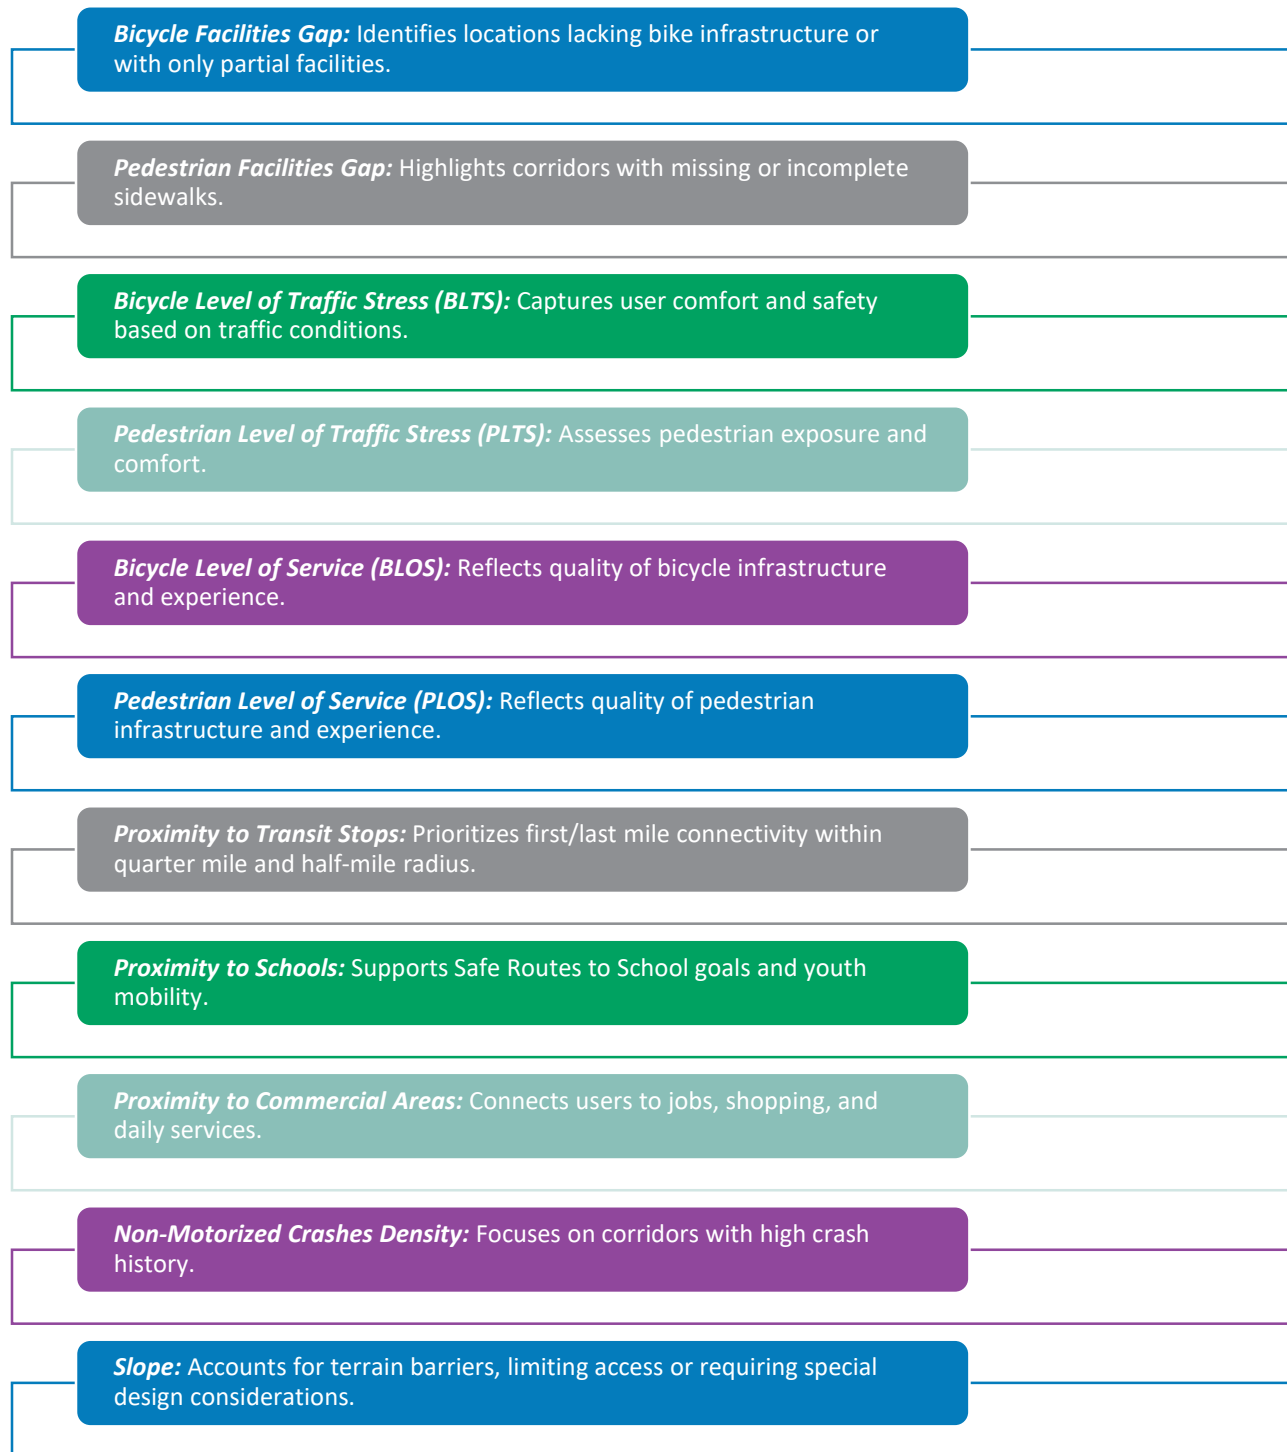 Bicycle Facilities Gap: Identifies locations lacking bike infrastructure or
with only partial facilities.
Pedestrian Facilities Gap: Highlights corridors with missing or incomplete
sidewalks.
Bicycle Level of Traffic Stress (BLTS): Captures user comfort and safety
based on traffic conditions.
Pedestrian Level of Traffic Stress (PLTS): Assesses pedestrian exposure and
comfort.
Bicycle Level of Service (BLOS): Reflects quality of bicycle infrastructure
and experience.
Pedestrian Level of Service (PLOS): Reflects quality of pedestrian
infrastructure and experience.
Proximity to Transit Stops: Prioritizes first/last mile connectivity within
quarter mile and half-mile radius.
Proximity to Schools: Supports Safe Routes to School goals and youth
mobility.
Proximity to Commercial Areas: Connects users to jobs, shopping, and
daily services.
Non-Motorized Crashes Density: Focuses on corridors with high crash
history.
Slope: Accounts for terrain barriers, limiting access or requiring special
design considerations.